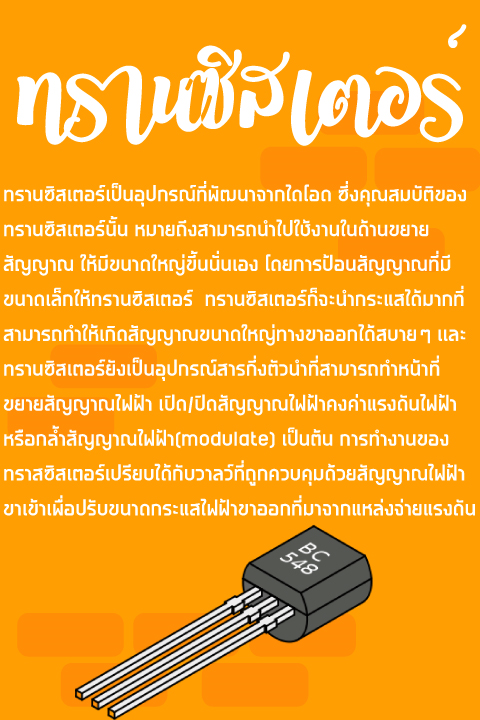 ทรานซิสเตอร์
ทรานซิสเตอร์เป็นอุปกรณ์ที่พัฒนาจากไดโอด ซึ่งคุณสมบัติของ
ทรานซิสเตอร์นั้น หมายถึงสามารถนำไปใช้งานในด้านขยาย
สัญญาณ ให้มีขนาดใหญ่ขึ้นนั่นเอง โดยการป้อนสัญญาณที่มี
ขนาดเล็กให้ทรานซิสเตอร์ ทรานซิสเตอร์ก็จะนำกระแสได้มากที่
สามารถทำให้เกิดสัญญาณขนาดใหญ่ทางขาออกได้สบายๆ และ
ทรานซิสเตอร์ยังเป็นอุปกรณ์สารกึ่งตัวนำที่สามารถทำหน้าที่
ขยายสัญญาณไฟฟ้า เปิด/ปิดสัญญาณไฟฟ้าคงค่าแรงดันไฟฟ้า
หรือกล้ำสัญญาณไฟฟ้า(modulate) เป็นต้น การทำงานของ
ทราสซิสเตอร์เปรียบได้กับวาลว์ที่ถูกควบคุมด้วยสัญญาณไฟฟ้า
ขาเข้าเพื่อปรับขนาดกระแสไฟฟ้าขาออกที่มาจากแหล่งจ่ายแรงดัน
BC
548